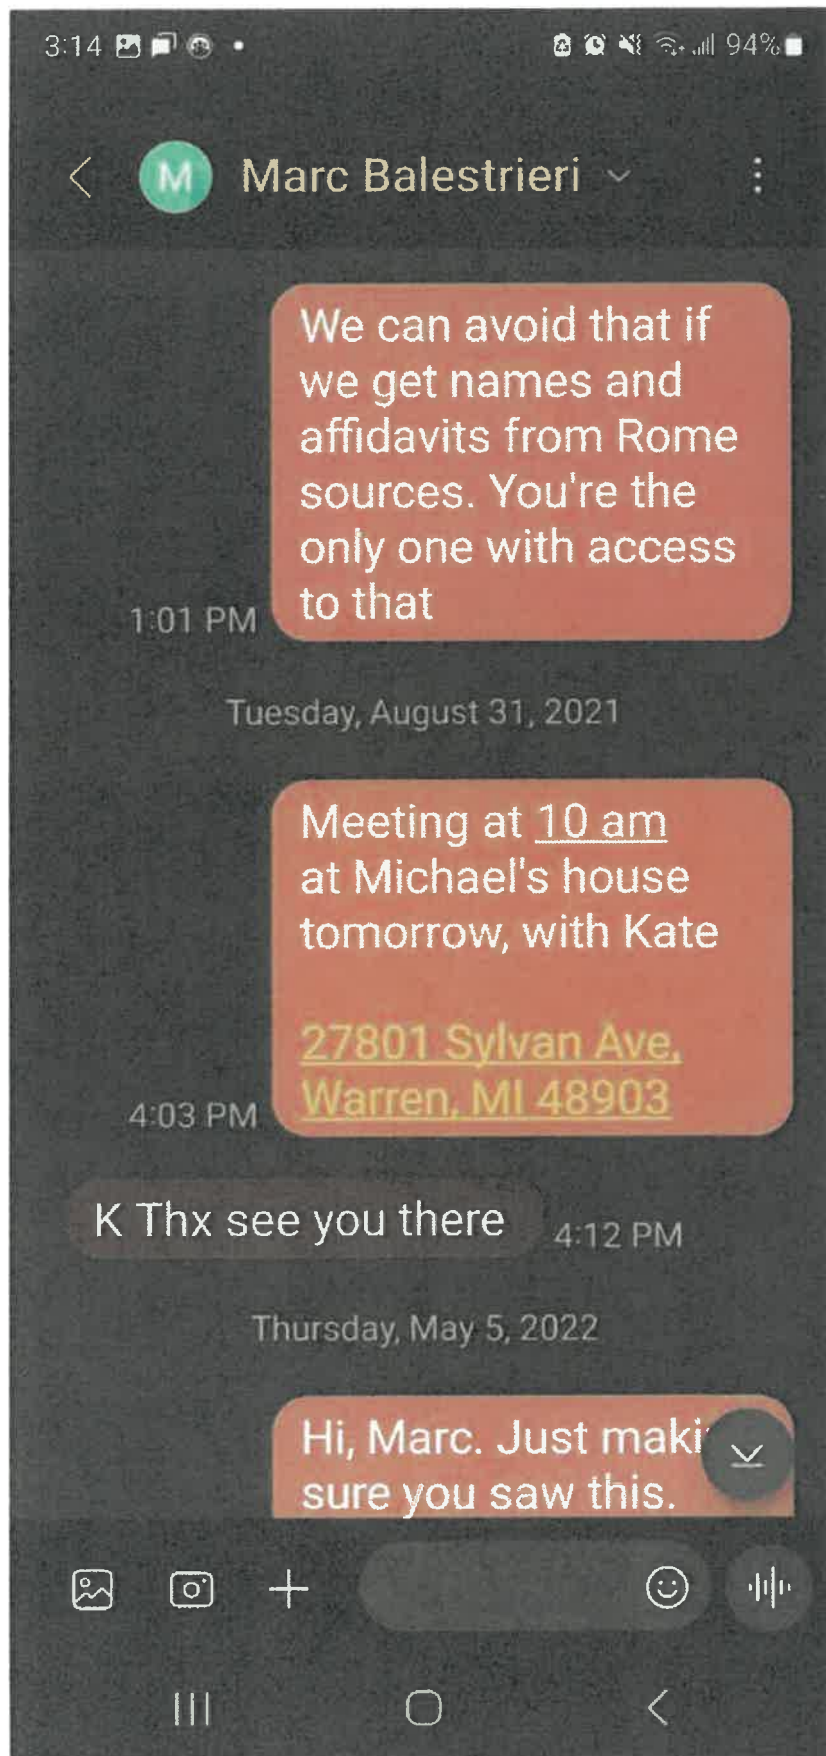 3:14
94%
M Marc Balestrieri
We can avoid that if
we get names and
affidavits from Rome
sources. You're the
only one with access
to that
1:01 PM
Tuesday, August 31, 2021
Meeting at 10 am
at Michael's house
tomorrow, with Kate
27801 Sylvan Ave,
Warren, MI 48903
4:03 PM
K Thx see you there
4:12 PM
Thursday, May 5, 2022
Hi, Marc. Just
sure you saw this.